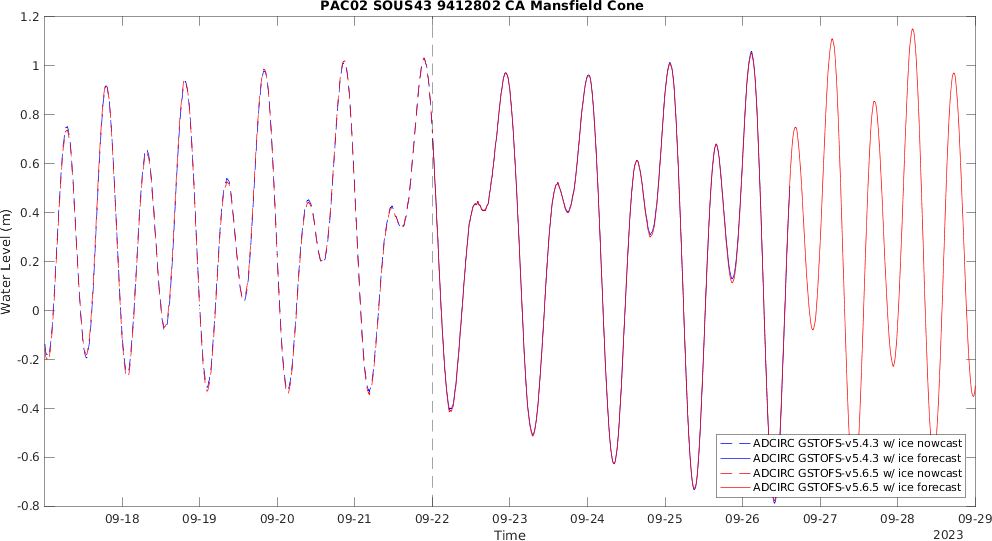 PAC02 SOUS43 9412802 CA Mansfield Cone
1.2
1
0.8
0.6
0.4
0.2
0
-0.2
-0.4
-0.6
-0.8
Water Level (m)
ADCIRC GSTOFS-v5.4.3 w/ ice nowcast
ADCIRC GSTOFS-v5.4.3 w/ ice forecast
ADCIRC GSTOFS-v5.6.5 w/ ice nowcast
ADCIRC GSTOFS-v5.6.5 w/ ice forecast
09-18 09-19 09-20 09-21 09-22 09-23 09-24 09-25 09-26 09-27 09-28 09-29
Time
2023